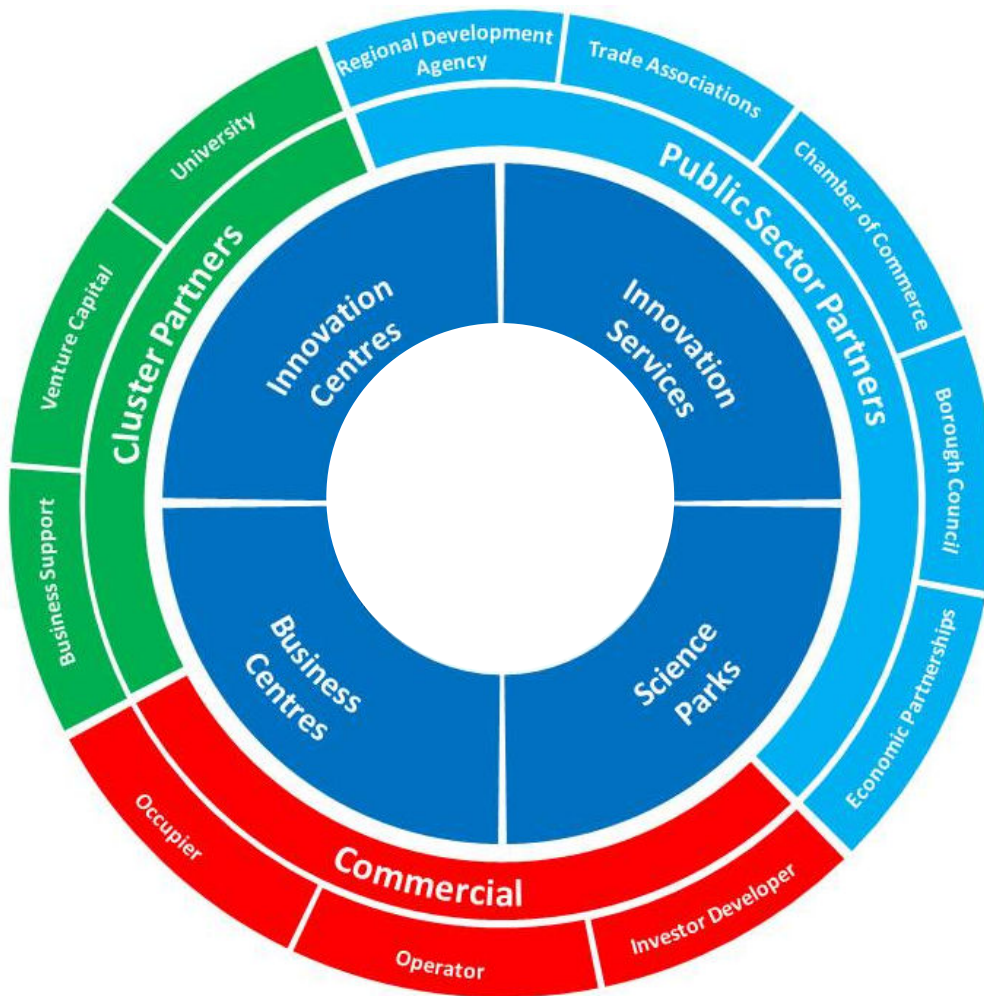 Regional Development
Agency
Trade Associations
Chamber of Commerce
Borough Council
Economic Partnerships
Investor Developer
Operator
Occupier
Business Support
Venture Capital
University
Public Sector Partners
Commercial
Cluster Partners
Innovation
Centres
Innovation
Services
Science
Parks
Business
Centres